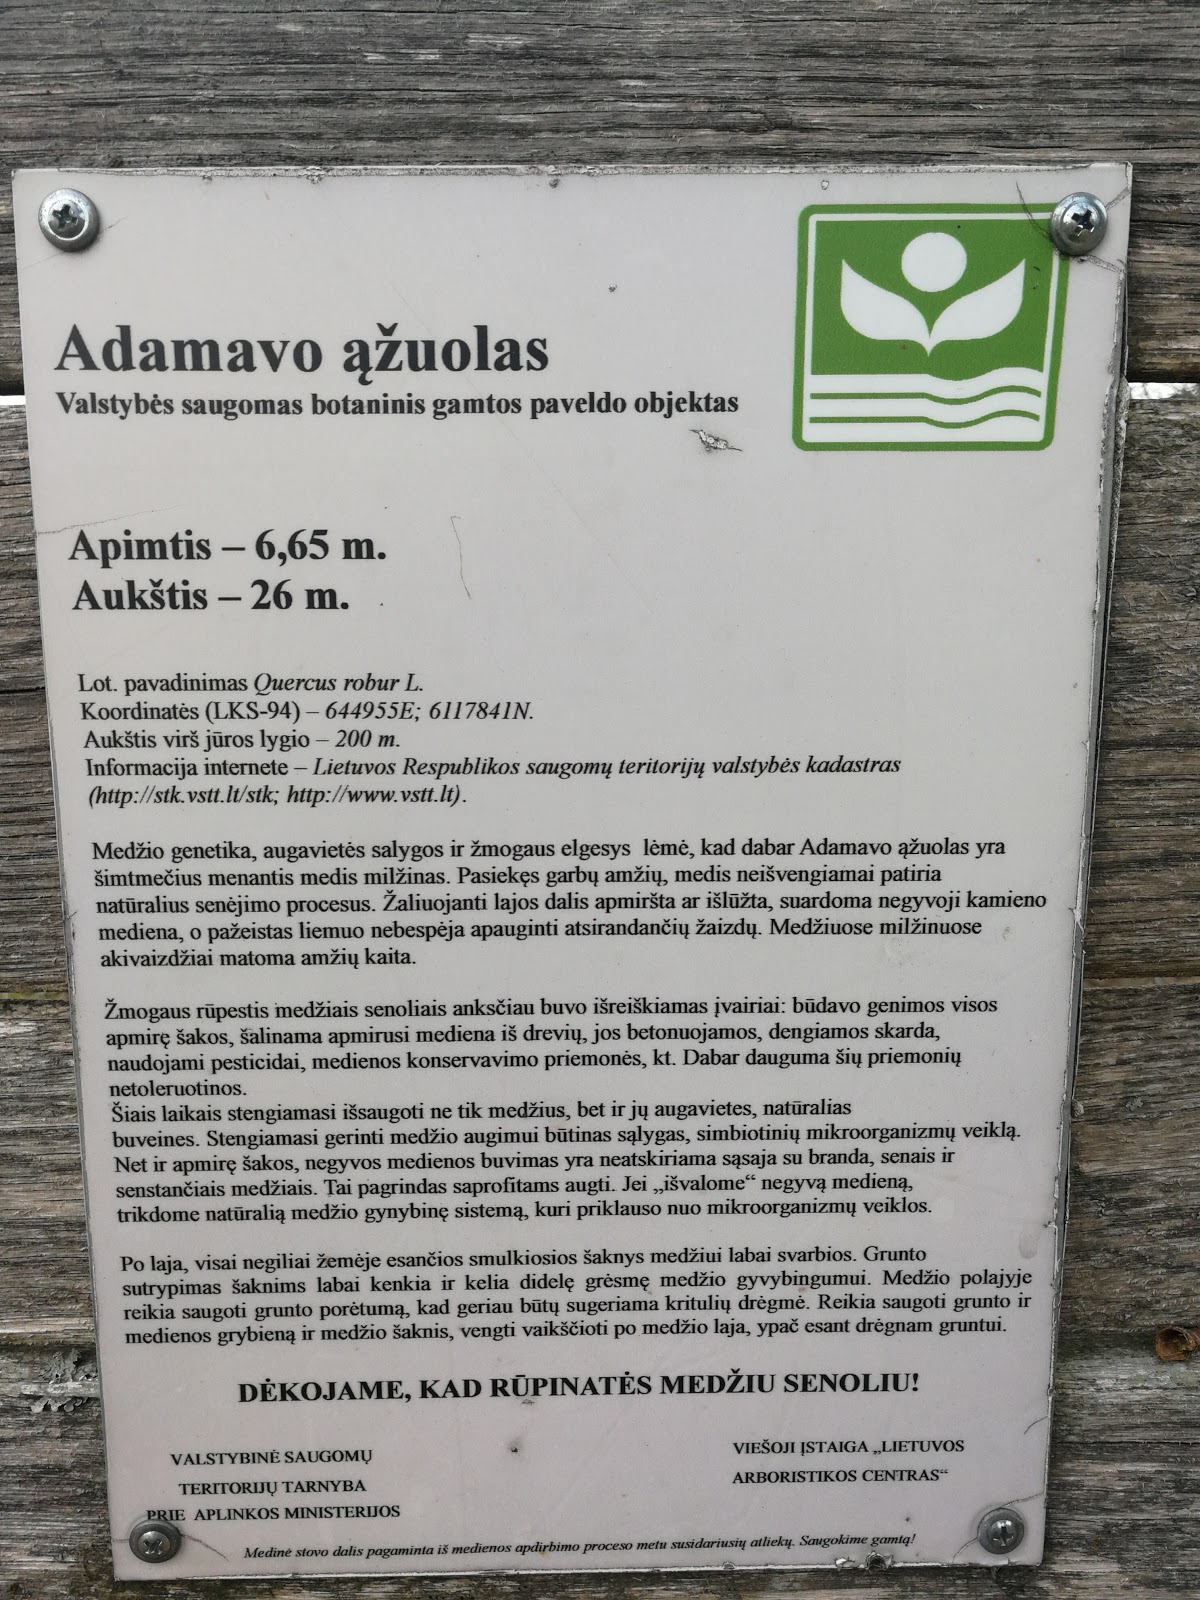 Adamavo ąžuolas
Valstybės saugomas botaninis gamtos paveldo objektas
Apimtis – 6,65 m.
Aukštis – 26 m.
Lot. pavadinimas Quercus robur L.
Koordinatės (LKS-94) – 644955E; 6117841N.
Aukštis virš jūros lygio – 200 m.
Informacija internete – Lietuvos Respublikos saugomų teritorijų valstybės kadastras
(http://stk.vstt.lt/stk; http://www.vstt.lt).
Medžio genetika, augavietės salygos ir žmogaus elgesys lėmė, kad dabar Adamavo ąžuolas yra
šimtmečius menantis medis milžinas. Pasiekęs garbų amžių, medis neišvengiamai patiria
natūralius senėjimo procesus. Žaliuojanti lajos dalis apmiršta ar išlūžta, suardoma negyvoji kamieno
mediena, o pažeistas liemuo nebespėja apauginti atsirandančių žaizdų. Medžiuose milžinuose
akivaizdžiai matoma amžių kaita.
Žmogaus rūpestis medžiais senoliais anksčiau buvo išreiškiamas įvairiai: būdavo genimos visos
apmirę šakos, šalinama apmirusi mediena iš drevių, jos betonuojamos, dengiamos skarda,
naudojami pesticidai, medienos konservavimo priemonės, kt. Dabar dauguma šių priemonių
netoleruotinos.
Šiais laikais stengiamasi išsaugoti ne tik medžius, bet ir jų augavietes, natūralias
buveines. Stengiamasi gerinti medžio augimui būtinas sąlygas, simbiotinių mikroorganizmų veiklą.
Net ir apmirę šakos, negyvos medienos buvimas yra neatskiriama sąsaja su branda, senais ir
senstančiais medžiais. Tai pagrindas saprofitams augti. Jei „išvalome“ negyvą medieną,
trikdome natūralią medžio gynybinę sistemą, kuri priklauso nuo mikroorganizmų veiklos.
Po laja, visai negiliai žemėje esančios smulkiosios šaknys medžiui labai svarbios. Grunto
sutrypimas šaknims labai kenkia ir kelia didelę grėsmę medžio gyvybingumui. Medžio polajyje
reikia saugoti grunto porėtumą, kad geriau būtų sugeriama kritulių drėgmė. Reikia saugoti grunto ir
medienos grybieną ir medžio šaknis, vengti vaikščioti po medžio laja, ypač esant drėgnam gruntui.
DĖKOJAME, KAD RŪPINATĖS MEDŽIU SENOLIU!
VALSTYBINĖ SAUGOMŲ
TERITORIJŲ TARNYBA
PRIE APLINKOS MINISTERIJOS
VIEŠOJI ĮSTAIGA „LIETUVOS
ARBORISTIKOS CENTRAS“
Medinė stovo dalis pagaminta iš medienos apdirbimo proceso metu susidariusių atliekų. Saugokime gamtą!